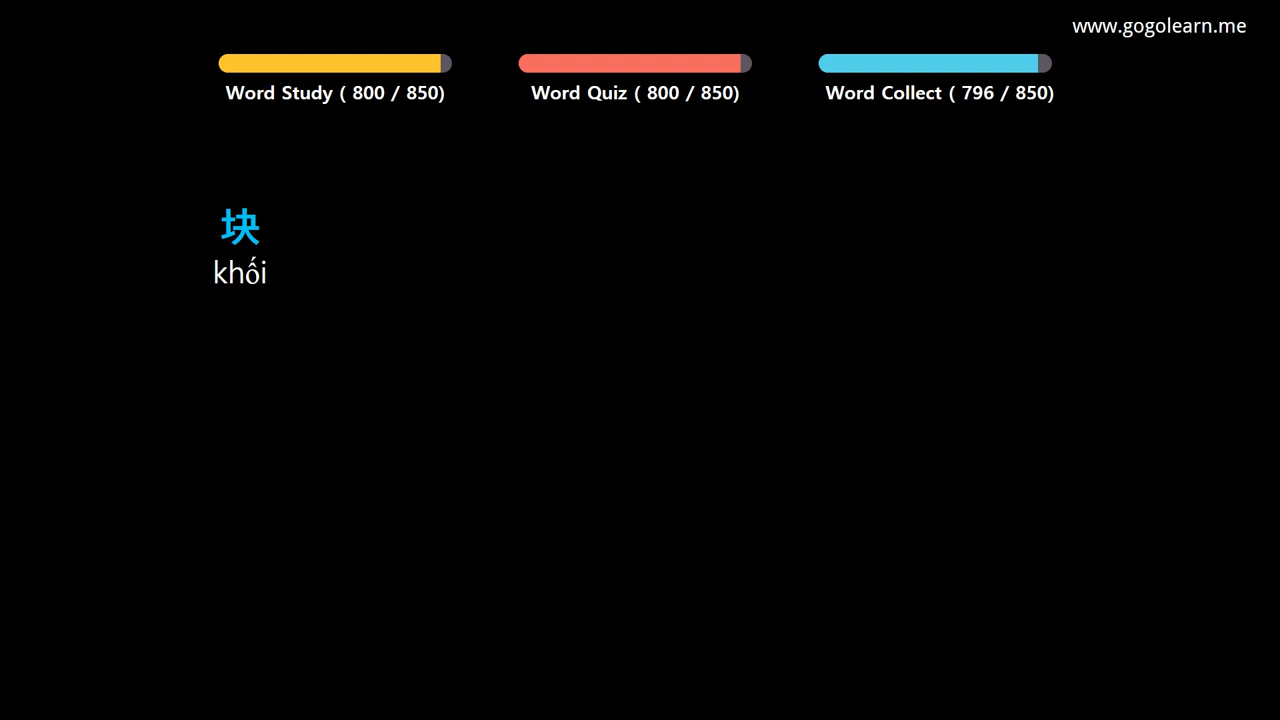 www.gogolearn.me
Word Study ( 800 / 850)
Word Quiz ( 800 / 850)
Word Collect ( 796 / 850)
块
khối